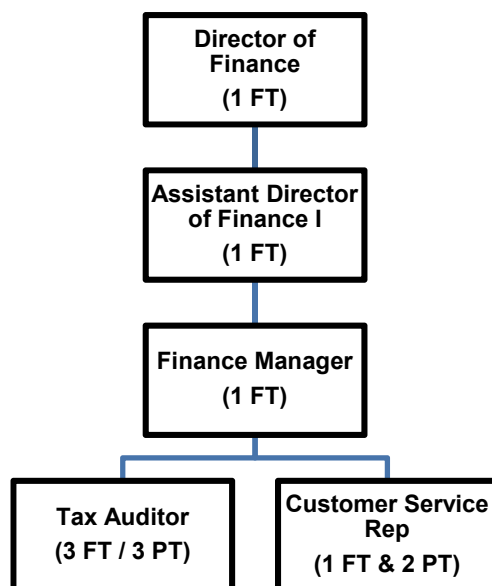 Director of
Finance
(1 FT)
Assistant Director
of Finance I
(1 FT)
Finance Manager
(1 FT)
Tax Auditor
(3 FT / 3 PT)
Customer Service
Rep
(1 FT & 2 PT)